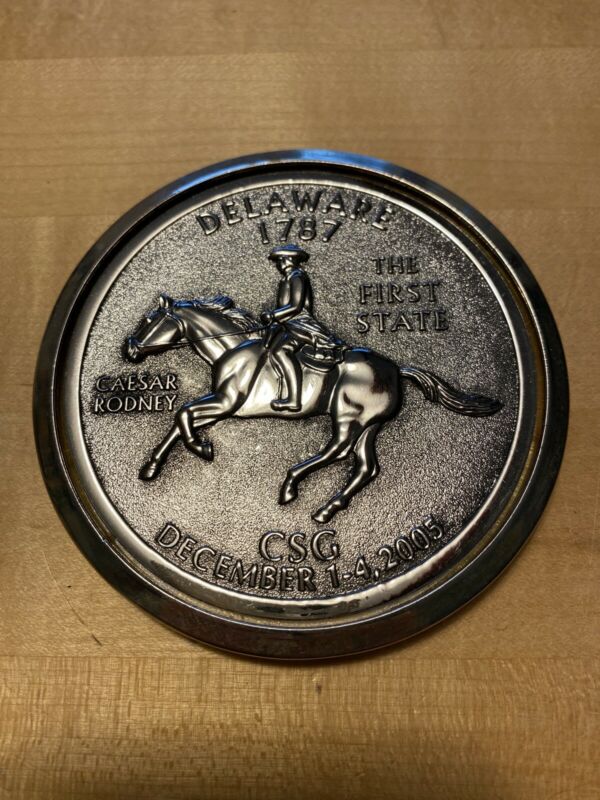 DELAWARE
1787
THE
FIRST
STATE
CAESAR
RODNEY
CSG
DECEMBER 1-4, 2005